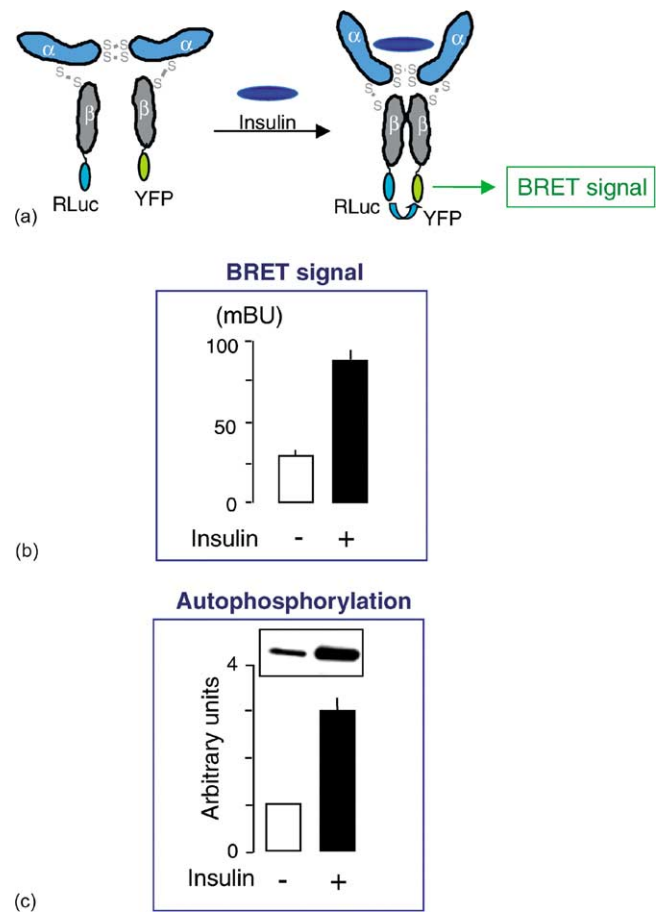 α α
S S
S S
S S S S
β β
RLuc YFP
Insulin
α α
S S
S S
S S S S
β β
RLuc YFP
BRET signal
(a)
BRET signal
(mBU)
100
50
0
Insulin - +
(b)
Autophosphorylation
Arbitrary units
4
0
Insulin - +
(c)